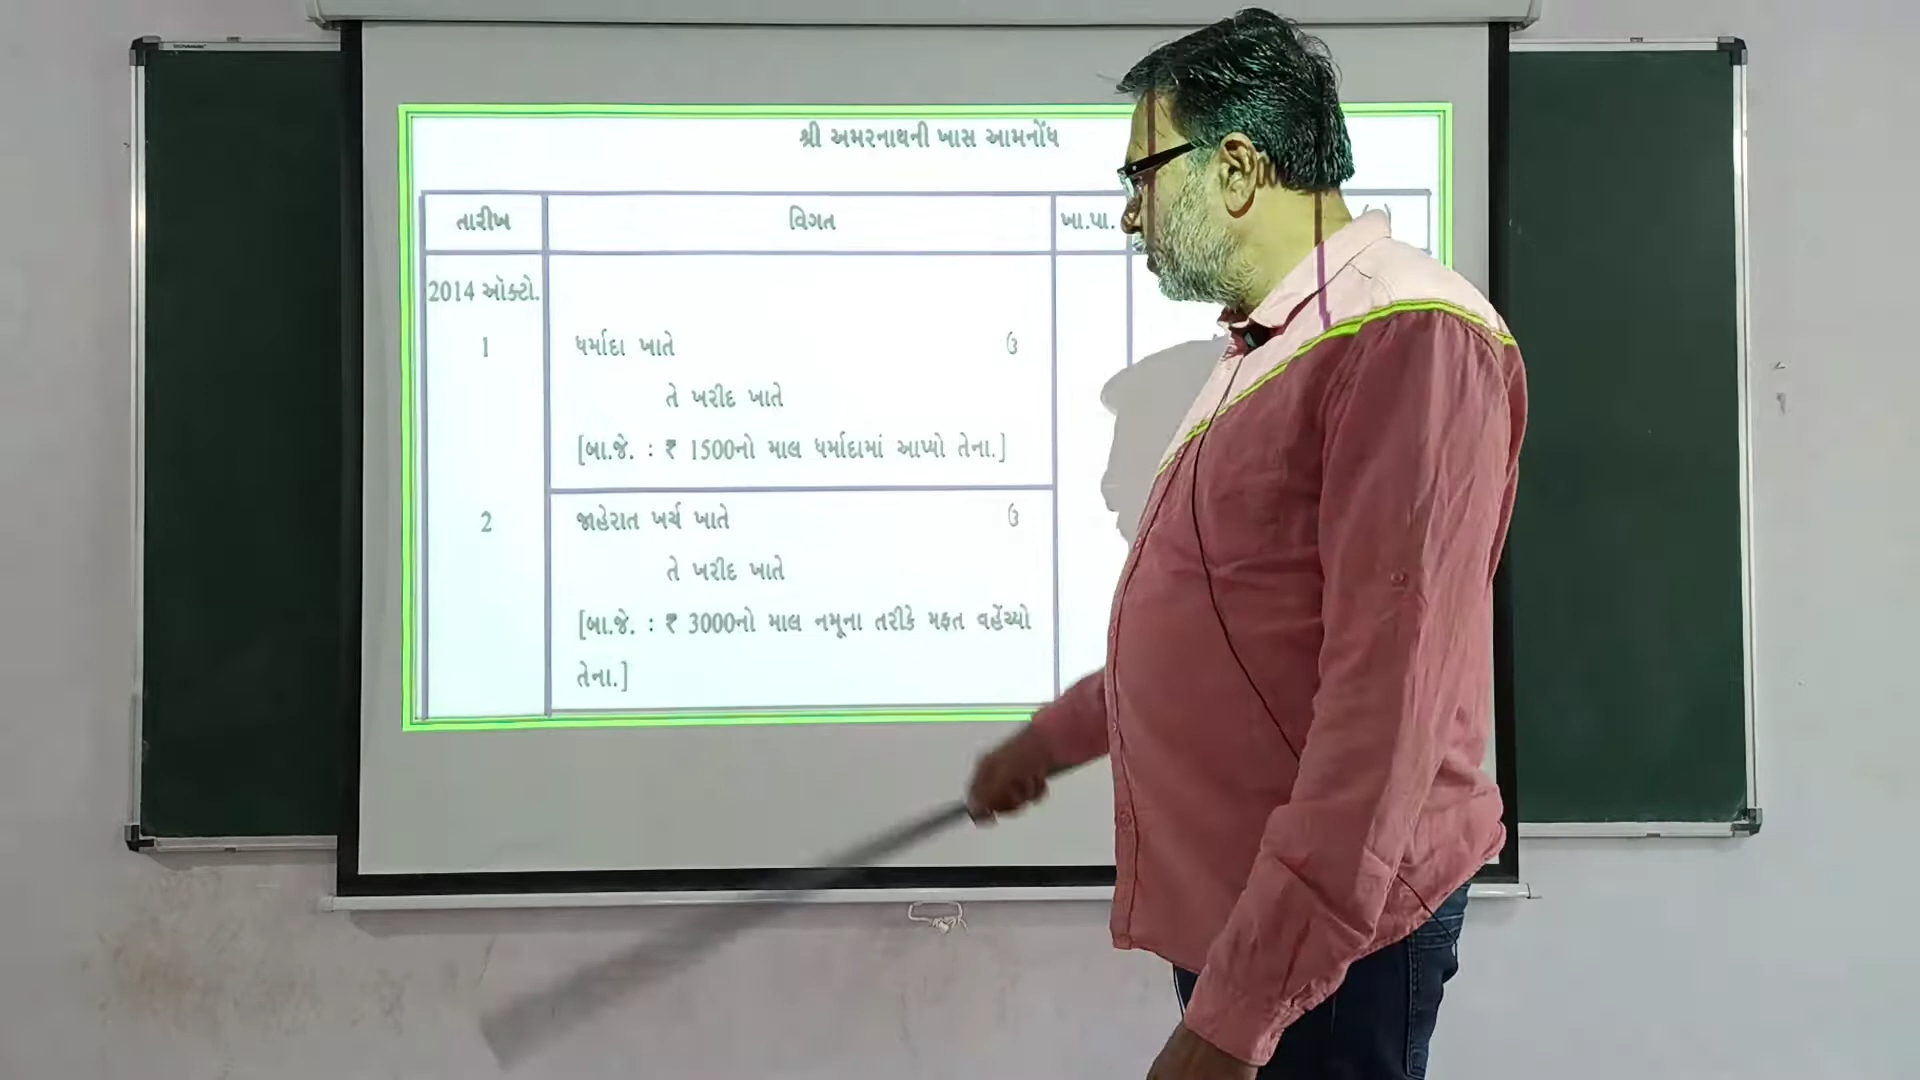 શ્રી અમરનાથની ખાસ આમનોંધ
તારીખ વિગત ખા.પા.
2014 ઑક્ટો.
1 ધર્માદા ખાતે ઉ
તે ખરીદ ખાતે
[બા.જે. : ₹ 1500નો માલ ધર્માદામાં આપ્યો તેના.]
2 જાહેરાત ખર્ચ ખાતે ઉ
તે ખરીદ ખાતે
[બા.જે. : ₹ 3000નો માલ નમૂના તરીકે મફત વહેંચ્યો
તેના.]